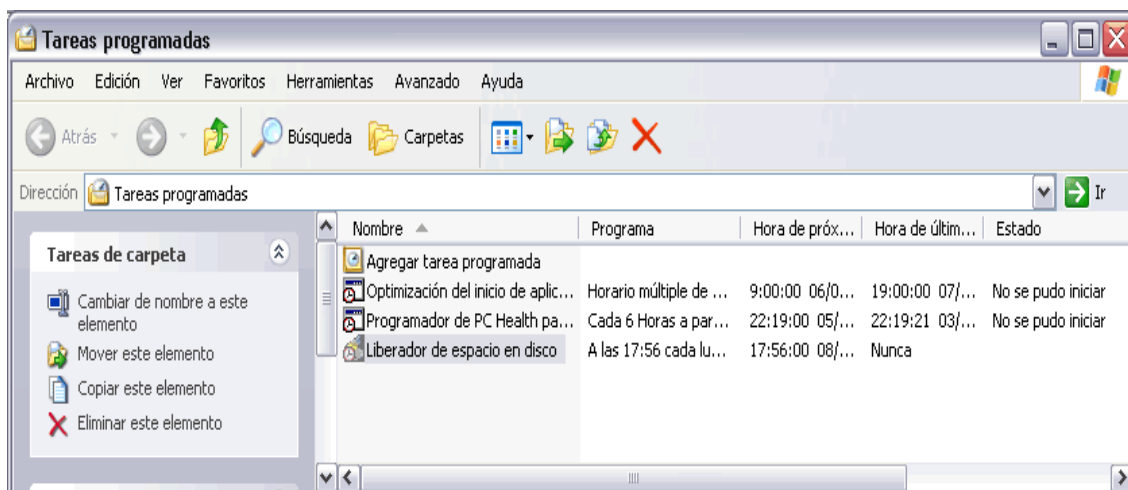 Tareas programadas
Archivo Edición Ver Favoritos Herramientas Avanzado Ayuda
Atrás Búsqueda Carpetas
Dirección Tareas programadas Ir
Tareas de carpeta
Cambiar de nombre a este
elemento
Mover este elemento
Copiar este elemento
Eliminar este elemento
Nombre Programa Hora de próx... Hora de últim... Estado
Agregar tarea programada
Optimización del inicio de aplic... Horario múltiple de ... 9:00:00 06/0... 19:00:00 07/... No se pudo iniciar
Programador de PC Health pa... Cada 6 Horas a par... 22:19:00 05/... 22:19:21 03/... No se pudo iniciar
Liberador de espacio en disco A las 17:56 cada lu... 17:56:00 08/... Nunca